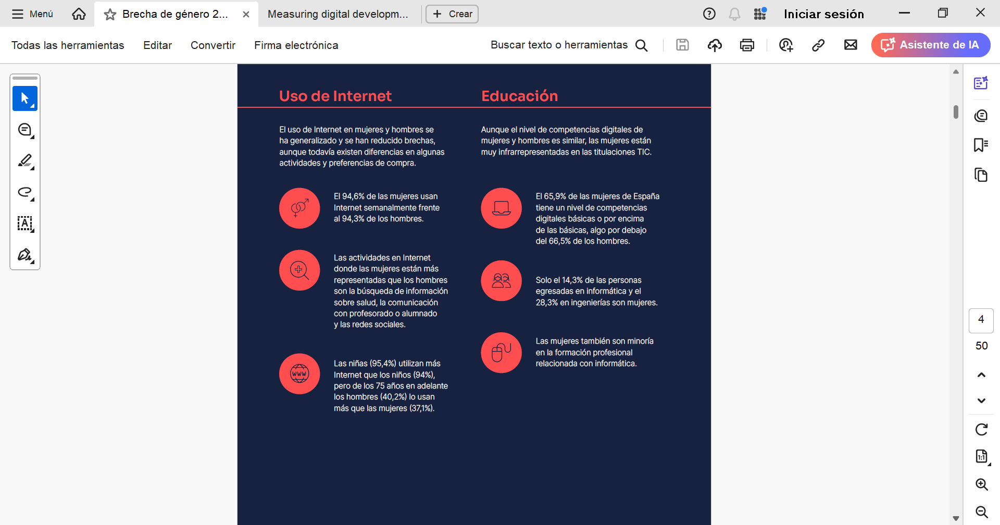 Menú
Brecha de género 2...
Measuring digital developm...
Crear
Iniciar sesión
Todas las herramientas
Editar
Convertir
Firma electrónica
Buscar texto o herramientas
Asistente de IA
Uso de Internet
El uso de Internet en mujeres y hombres se
ha generalizado y se han reducido brechas,
aunque todavía existen diferencias en algunas
actividades y preferencias de compra.
El 94,6% de las mujeres usan
Internet semanalmente frente
al 94,3% de los hombres.
Las actividades en Internet
donde las mujeres están más
representadas que los hombres
son la búsqueda de información
sobre salud, la comunicación
con profesorado o alumnado
y las redes sociales.
WWW
Las niñas (95,4%) utilizan más
Internet que los niños (94%),
pero de los 75 años en adelante
los hombres (40,2%) lo usan
más que las mujeres (37,1%).
Educación
Aunque el nivel de competencias digitales de
mujeres y hombres es similar, las mujeres están
muy infrarrepresentadas en las titulaciones TIC.
El 65,9% de las mujeres de España
tiene un nivel de competencias
digitales básicas o por encima
de las básicas, algo por debajo
del 66,5% de los hombres.
Solo el 14,3% de las personas
egresadas en informática y el
28,3% en ingenierías son mujeres.
Las mujeres también son minoría
en la formación profesional
relacionada con informática.
4
50
1:1
A